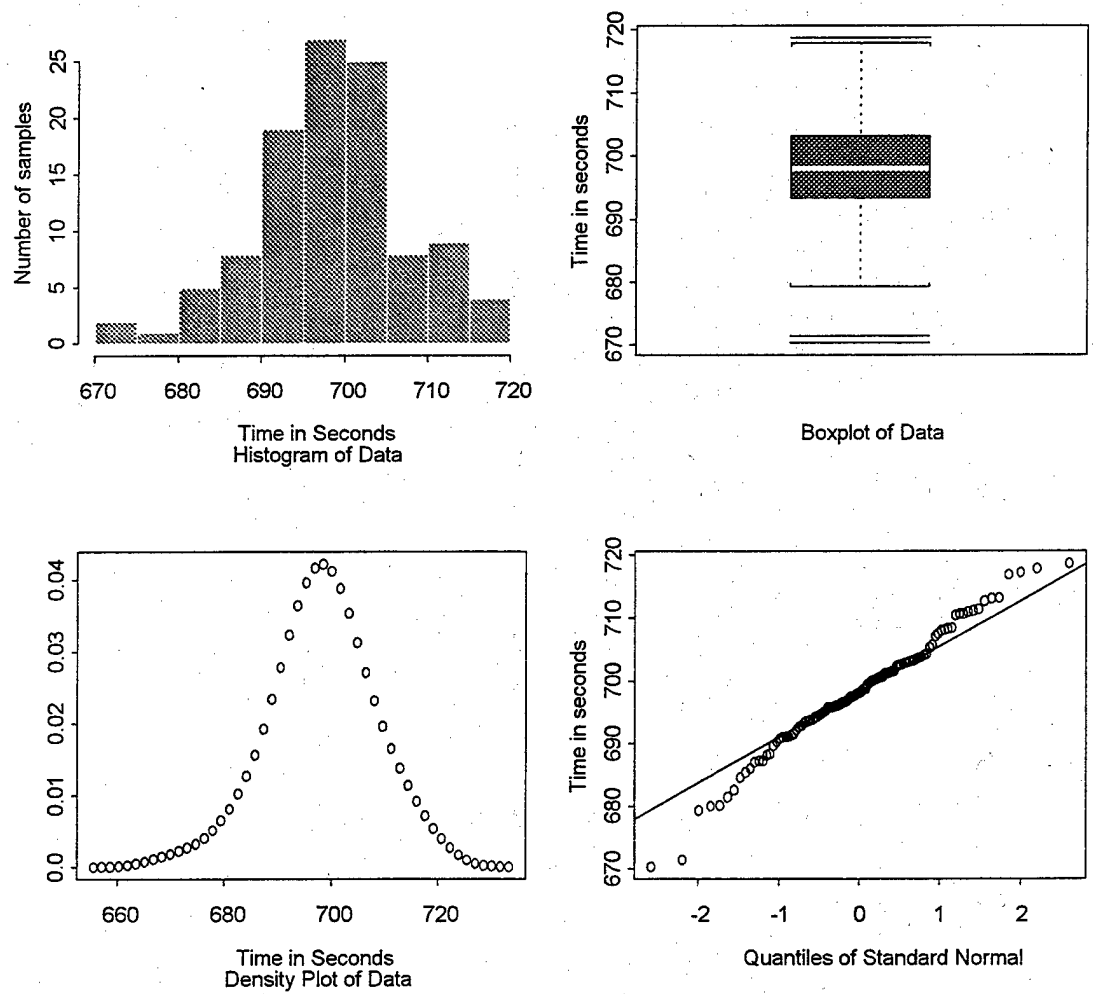 Number of samples
0 5 10 15 20 25
670 680 690 700 710 720
Time in Seconds
Histogram of Data
Time in seconds
670 680 690 700 710 720
Boxplot of Data
0.0 0.01 0.02 0.03 0.04
660 680 700 720
Time in Seconds
Density Plot of Data
Time in seconds
670 680 690 700 710 720
-2 -1 0 1 2
Quantiles of Standard Normal